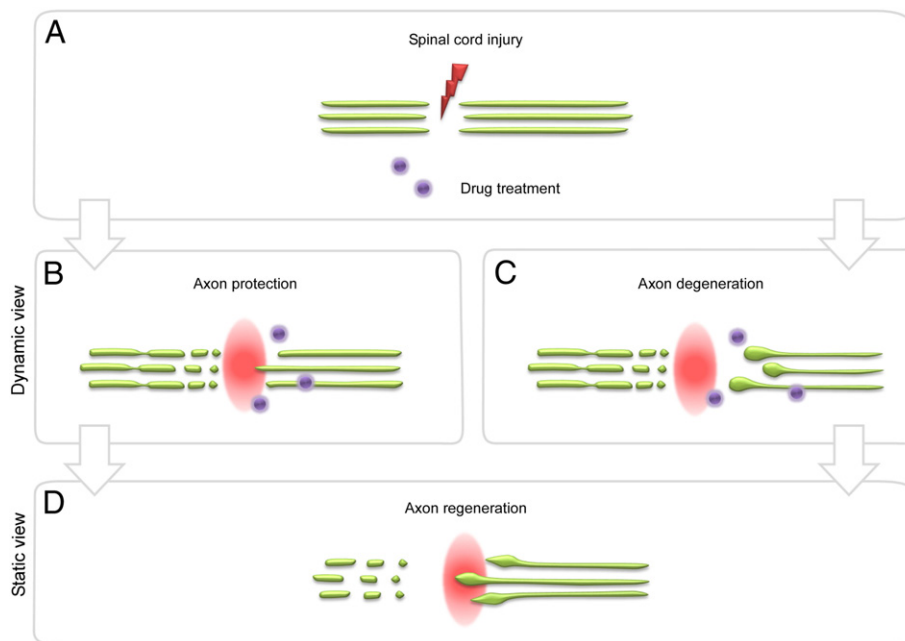 A
Spinal cord injury
Drug treatment
Dynamic view
B
Axon protection
C
Axon degeneration
Static view
D
Axon regeneration